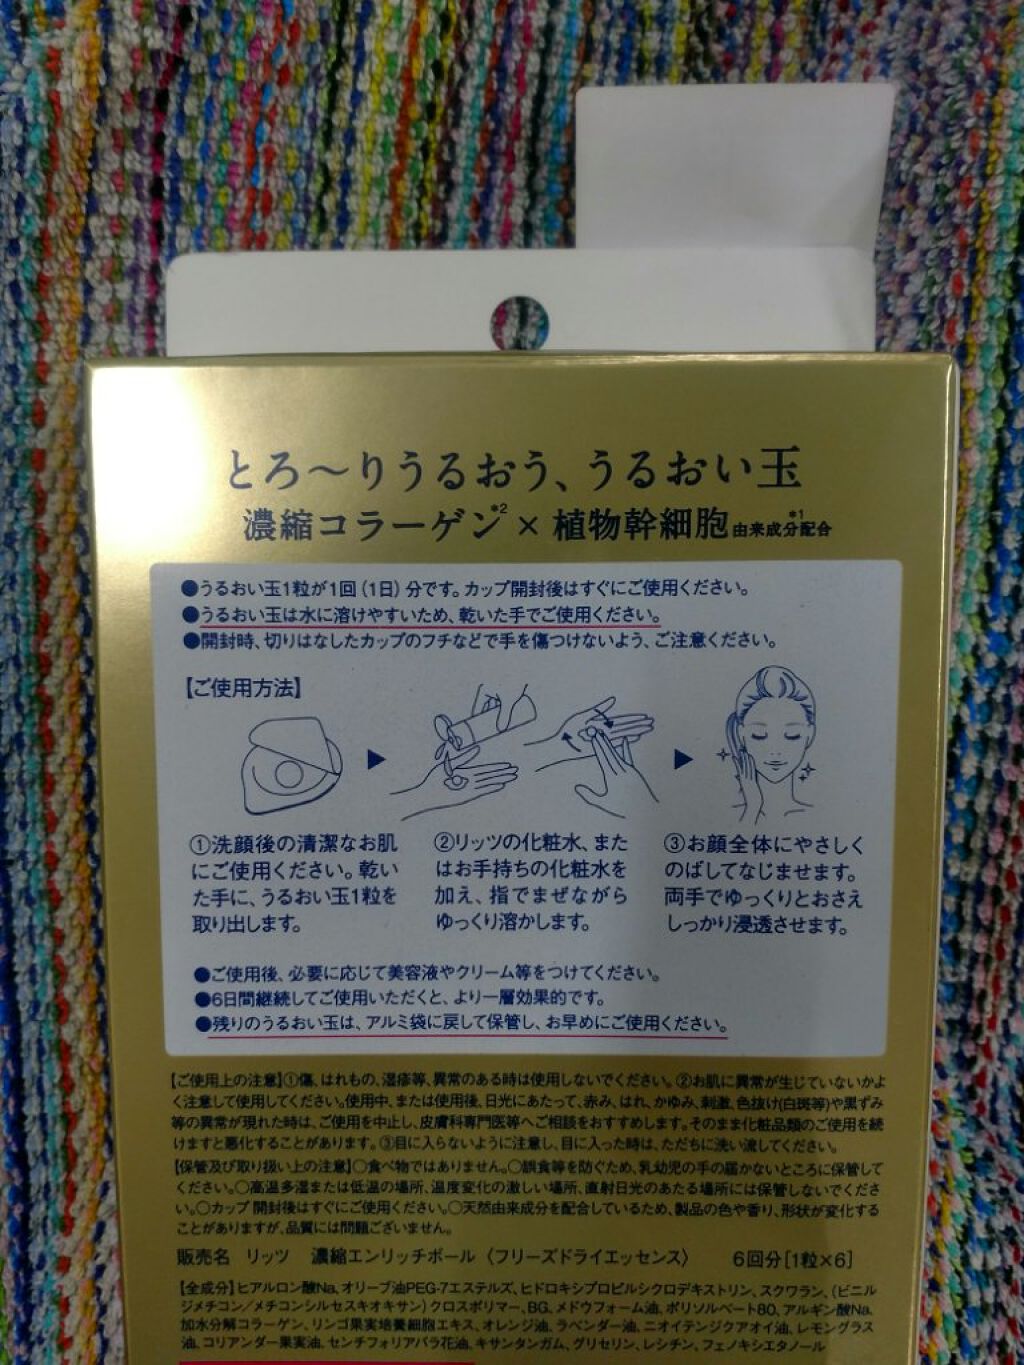 とろ〜りうるおう、うるおい玉
濃縮コラーゲン*2 × 植物幹細胞*1由来成分配合
●うるおい玉1粒が1回(1日)分です。カップ開封後はすぐにご使用ください。
●うるおい玉は水に溶けやすいため、乾いた手でご使用ください。
●開封時、切りはなしたカップのフチなどで手を傷つけないよう、ご注意ください。
【ご使用方法】
①洗顔後の清潔なお肌
にご使用ください。乾い
た手に、うるおい玉1粒を
取り出します。
②リッツの化粧水、また
はお手持ちの化粧水を
加え、指でまぜながら
ゆっくり溶かします。
③お顔全体にやさしく
のばしてなじませます。
両手でゆっくりとおさえ
しっかり浸透させます。
●ご使用後、必要に応じて美容液やクリーム等をつけてください。
●6日間継続してご使用いただくと、より一層効果的です。
●残りのうるおい玉は、アルミ袋に戻して保管し、お早めにご使用ください。
【ご使用上の注意】①傷、はれもの、湿疹等、異常のある時は使用しないでください。②お肌に異常が生じていないかよ
く注意して使用してください。使用中、または使用後、日光にあたって、赤み、はれ、かゆみ、刺激、色抜け(白斑等)や黒ずみ
等の異常が現れた時は、ご使用を中止し、皮膚科専門医等へご相談をおすすめします。そのまま化粧品類のご使用を続
けますと悪化することがあります。③目に入らないように注意し、目に入った時は、ただちに洗い流してください。
【保管及び取り扱い上の注意】○食べ物ではありません。○誤食等を防ぐため、乳幼児の手の届かないところに保管して
ください。○高温多湿または低温の場所、温度変化の激しい場所、直射日光のあたる場所には保管しないでくださ
い。○カップ開封後はすぐにご使用ください。○天然由来成分を配合しているため、製品の色や香り、形状が変化する
ことがありますが、品質には問題ございません。
販売名 リッツ 濃縮エンリッチボール〈フリーズドライエッセンス〉 6回分[1粒×6]
【全成分】ヒアルロン酸Na、オリーブ油PEG-7エステルズ、ヒドロキシプロピルシクロデキストリン、スクワラン、(ビニル
ジメチコン/メチコンシルセスキオキサン)クロスポリマー、BG、メドウフォーム油、ポリソルベート80、アルギン酸Na、
加水分解コラーゲン、リンゴ果実培養細胞エキス、オレンジ油、ラベンダー油、ニオイテンジクアオイ油、レモングラス
油、コリアンダー果実油、センチフォリアバラ花油、キサンタンガム、グリセリン、レシチン、フェノキシエタノール